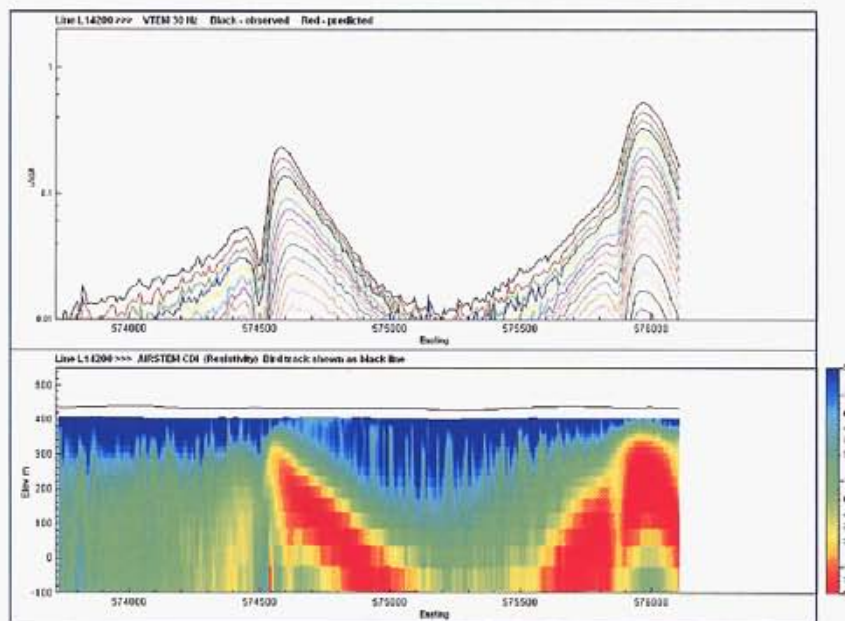 Line L14200 >>> VTEM 30 Hz Black - observed Red - predicted
1
0.1
0.01
574000 574500 575000 575500 576000
Easting
Line L14200 >>> AIRSTEM CDI (Resistivity) Bird track shown as black line
500
400
300
200
100
0
-100
Elev m
574000 574500 575000 575500 576000
Easting